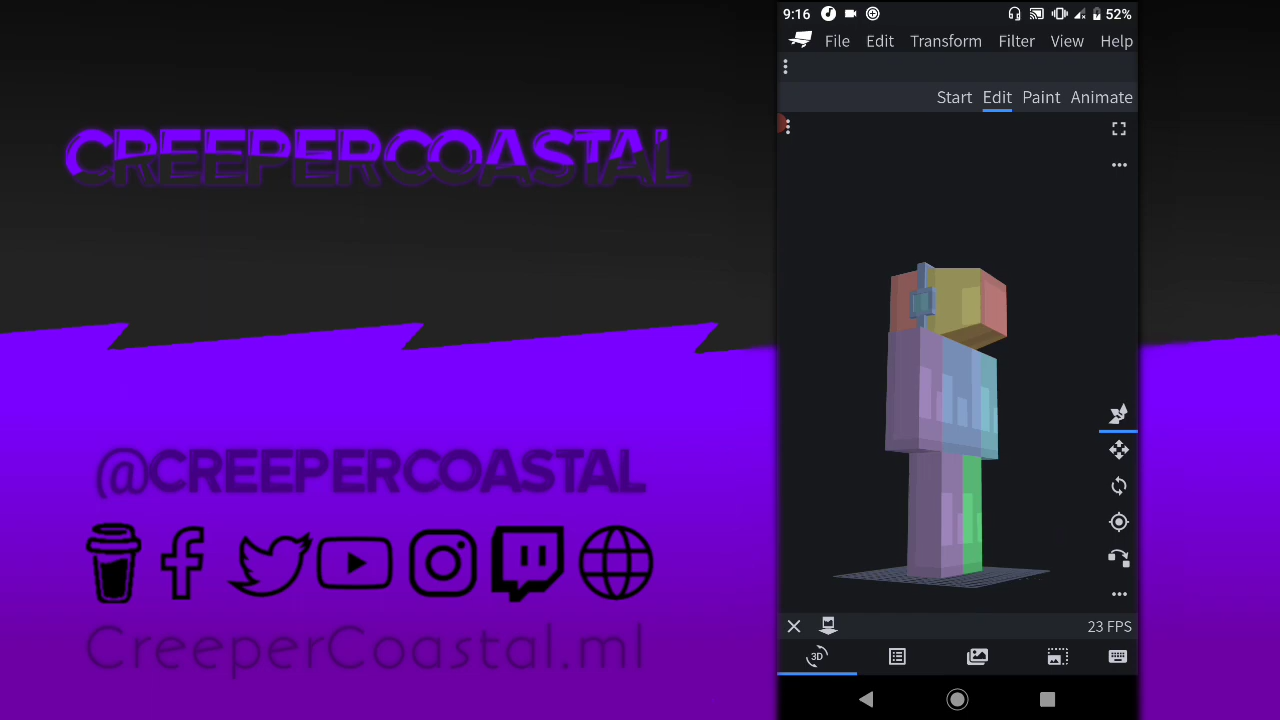 CREEPERCOASTAL
@CREEPERCOASTAL
CreeperCoastal.ml
9:16
52%
File Edit Transform Filter View Help
Start Edit Paint Animate
23 FPS
3D